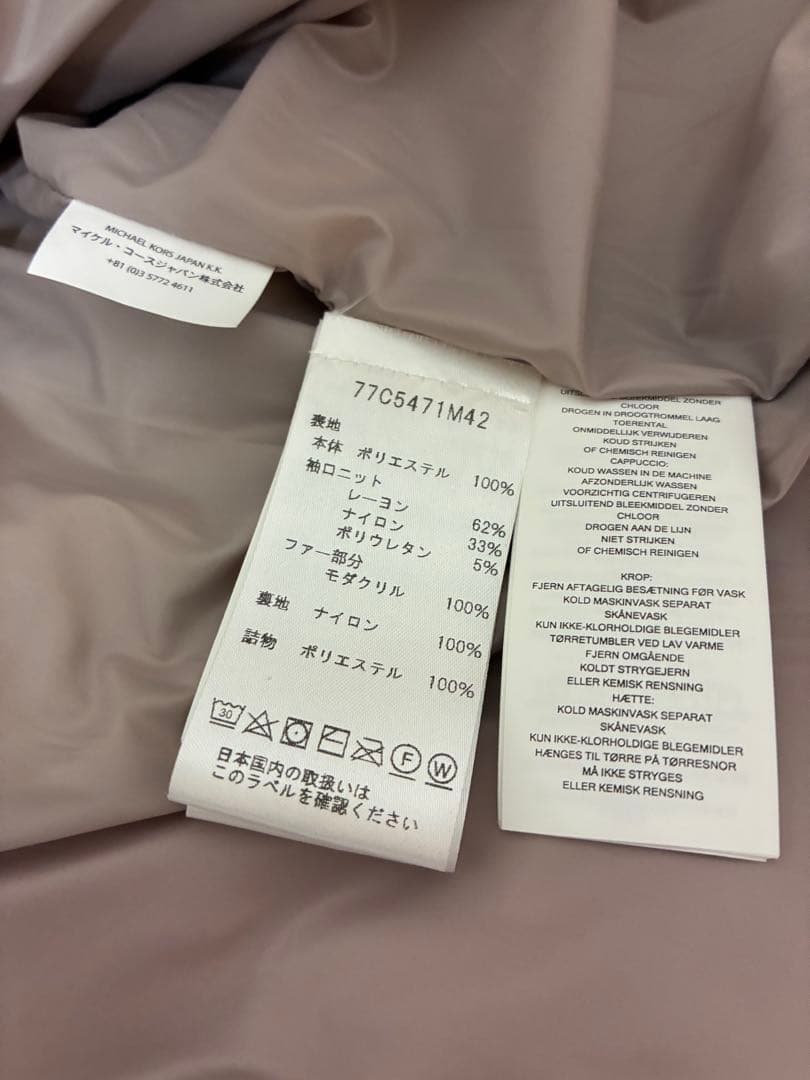 MICHAEL KORS JAPAN K.K.
マイケル・コースジャパン株式会社
+81 (0)3 5772 4611
77C5471M42
表地
本体 ポリエステル 100%
袖口ニット
レーヨン 62%
ナイロン 33%
ポリウレタン 5%
ファー部分
モダクリル 100%
裏地 ナイロン 100%
詰物 ポリエステル 100%
30
F W
日本国内の取扱いは
このラベルを確認ください
UITSLUITEND BLEEKMIDDEL ZONDER
CHLOOR
DROGEN IN DROOGTROMMEL LAAG
TOERENTAL
ONMIDDELIJK VERWIJDEREN
KOUD STRIJKEN
OF CHEMISCH REINIGEN
CAPPUCCIO:
KOUD WASSEN IN DE MACHINE
AFZONDERLIJK WASSEN
VOORZICHTIG CENTRIFUGEREN
UITSLUITEND BLEEKMIDDEL ZONDER
CHLOOR
DROGEN AAN DE LIJN
NIET STRIJKEN
OF CHEMISCH REINIGEN
KROP:
FJERN AFTAGELIG BESÆTNING FØR VASK
KOLD MASKINVASK SEPARAT
SKÅNEVASK
KUN IKKE-KLORHOLDIGE BLEGEMIDLER
TØRRETUMBLER VED LAV VARME
FJERN OMGÅENDE
KOLDT STRYGEJERN
ELLER KEMISK RENSNING
HÆTTE:
KOLD MASKINVASK SEPARAT
SKÅNEVASK
KUN IKKE-KLORHOLDIGE BLEGEMIDLER
HÆNGES TIL TØRRE PÅ TØRRESNOR
MÅ IKKE STRYGES
ELLER KEMISK RENSNING